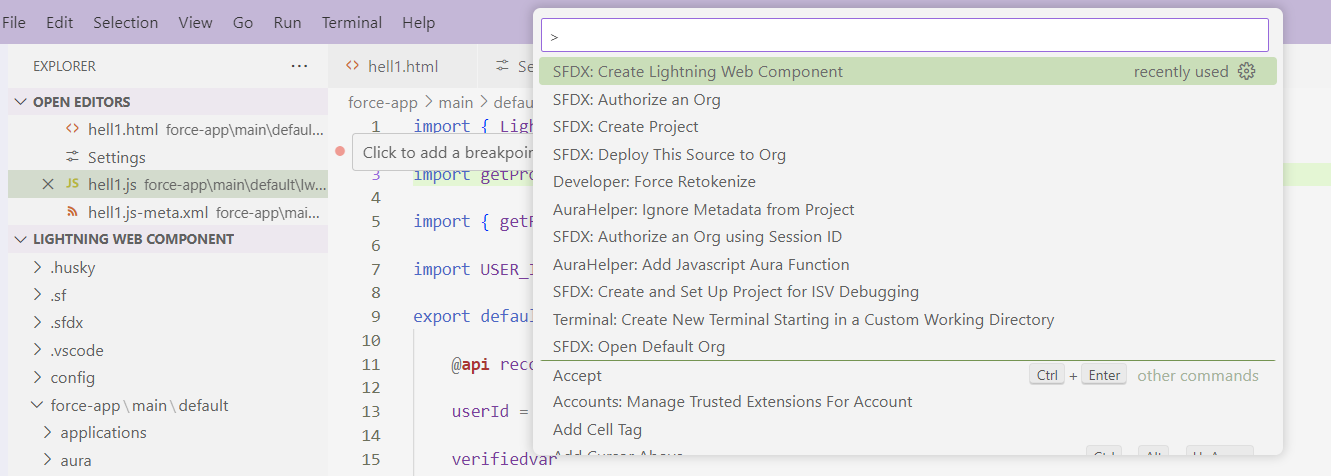 File Edit Selection View Go Run Terminal Help
>
EXPLORER ...
OPEN EDITORS
hell1.html force-app\main\defaul...
Settings
JS hell1.js force-app\main\default\lw...
hell1.js-meta.xml force-app\mai...
LIGHTNING WEB COMPONENT
.husky
.sf
.sfdx
.vscode
config
force-app\main\default
applications
aura
hell1.html Se
force-app > main > defau
1 import { Ligh
Click to add a breakpoin
3 import getPro
4
5 import {
6
7 import USER_I
8
9 export defaul
10
11 @api reco
12
13 userId =
14
15 verifiedvar
SFDX: Create Lightning Web Component recently used
SFDX: Authorize an Org
SFDX: Create Project
SFDX: Deploy This Source to Org
Developer: Force Retokenize
AuraHelper: Ignore Metadata from Project
SFDX: Authorize an Org using Session ID
AuraHelper: Add Javascript Aura Function
SFDX: Create and Set Up Project for ISV Debugging
Terminal: Create New Terminal Starting in a Custom Working Directory
SFDX: Open Default Org
Accept Ctrl + Enter other commands
Accounts: Manage Trusted Extensions For Account
Add Cell Tag
Add Cursor Above